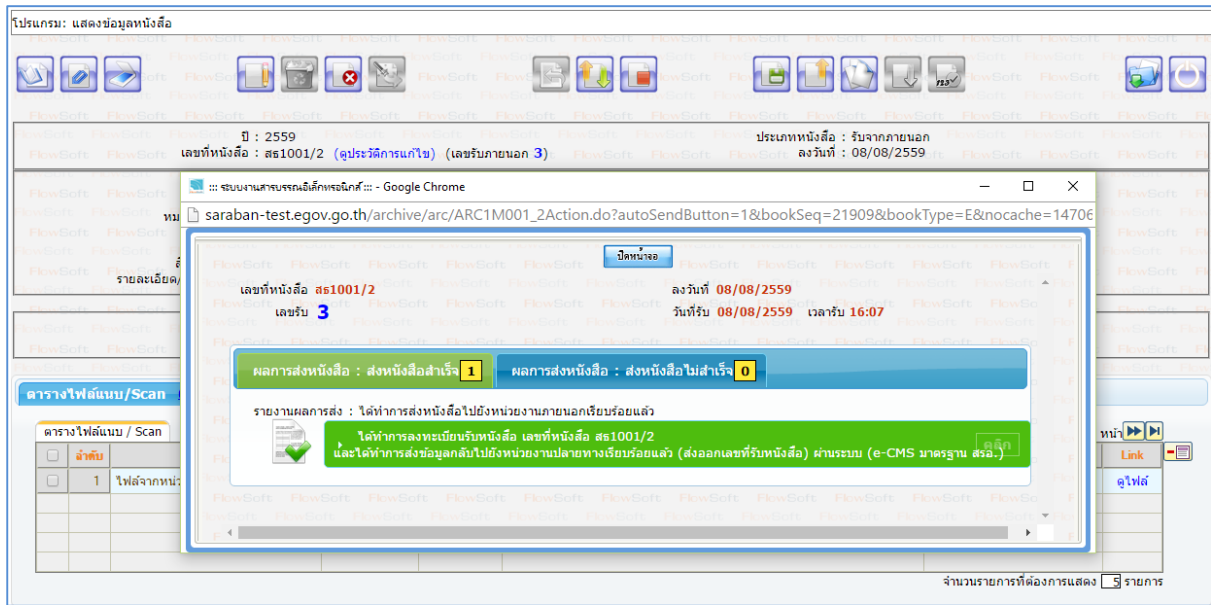 โปรแกรม: แสดงข้อมูลหนังสือ
ปี : 2559
ประเภทหนังสือ : รับจากภายนอก
เลขที่หนังสือ : สธ1001/2 (ดูประวัติการแก้ไข) (เลขรับภายนอก 3)
ลงวันที่ : 08/08/2559
::: ระบบงานสารบรรณอิเล็กทรอนิกส์ ::: - Google Chrome
saraban-test.egov.go.th/archive/arc/ARC1M001_2Action.do?autoSendButton=1&bookSeq=21909&bookType=E&nocache=14706
หม
รายละเอียด/
ปิดหน้าจอ
เลขที่หนังสือ สธ1001/2
ลงวันที่ 08/08/2559
เลขรับ 3
วันที่รับ 08/08/2559 เวลารับ 16:07
ผลการส่งหนังสือ : ส่งหนังสือสำเร็จ 1
ผลการส่งหนังสือ : ส่งหนังสือไม่สำเร็จ 0
รายงานผลการส่ง : ได้ทำการส่งหนังสือไปยังหน่วยงานภายนอกเรียบร้อยแล้ว
ได้ทำการลงทะเบียนรับหนังสือ เลขที่หนังสือ สธ1001/2
และได้ทำการส่งข้อมูลกลับไปยังหน่วยงานปลายทางเรียบร้อยแล้ว (ส่งออกเลขที่รับหนังสือ) ผ่านระบบ (e-CMS มาตรฐาน สรอ.)
ตารางไฟล์แนบ/Scan
ตารางไฟล์แนบ / Scan
หน้า
ลำดับ
Link
1 ไฟล์จากหน่ว
ดูไฟล์
จำนวนรายการที่ต้องการแสดง 5 รายการ